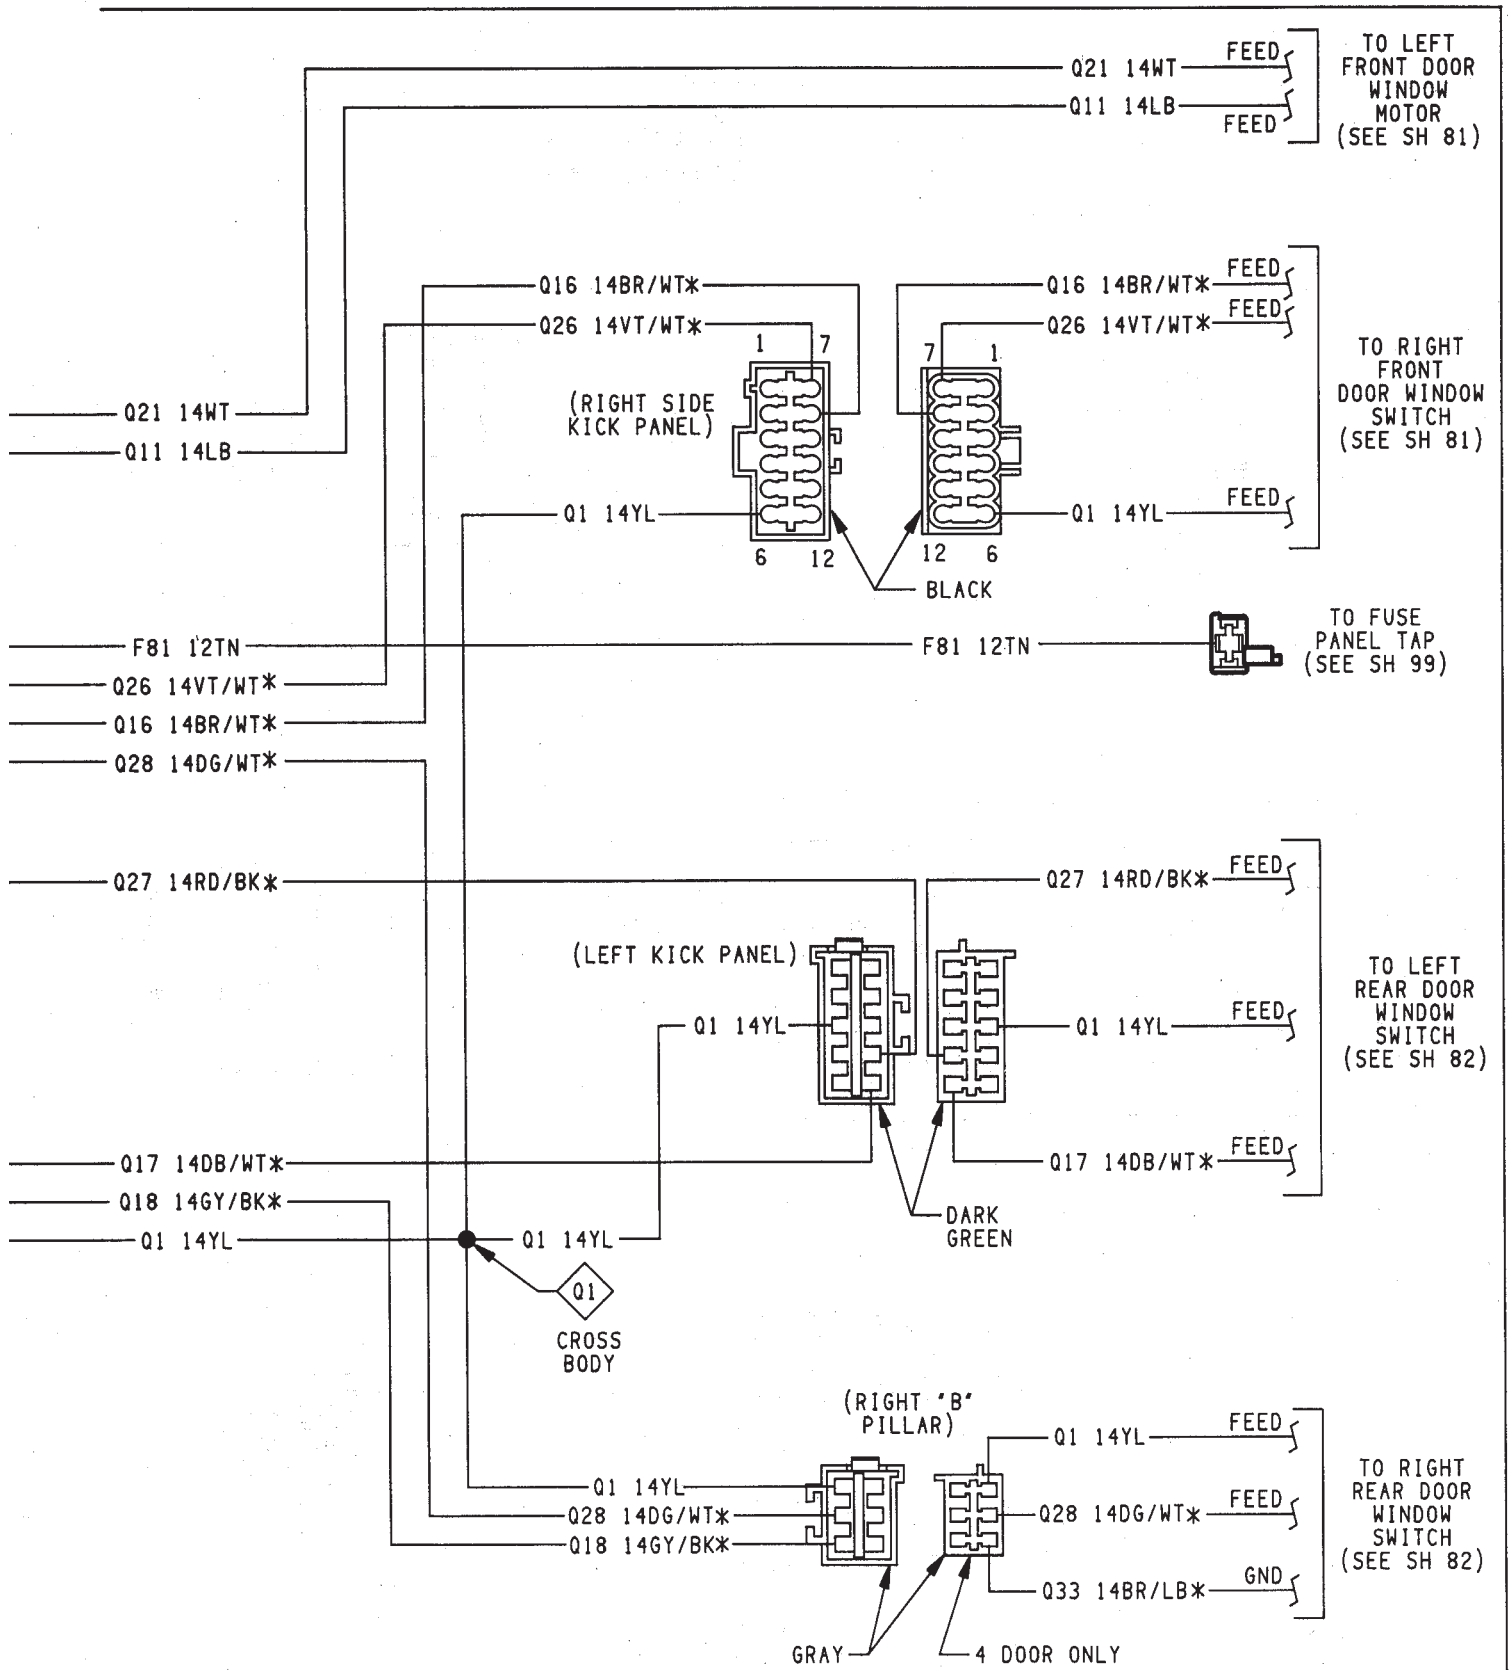 FEED
Q21 14WT
Q11 14LB
FEED
TO LEFT
FRONT DOOR
WINDOW
MOTOR
(SEE SH 81)
Q16 14BR/WT*
Q26 14VT/WT*
Q16 14BR/WT*
FEED
Q26 14VT/WT*
FEED
1
7
7
1
(RIGHT SIDE
KICK PANEL)
TO RIGHT
FRONT
DOOR WINDOW
SWITCH
(SEE SH 81)
Q21 14WT
Q11 14LB
Q1 14YL
Q1 14YL
FEED
6
12
12
6
BLACK
F81 12TN
F81 12TN
TO FUSE
PANEL TAP
(SEE SH 99)
Q26 14VT/WT*
Q16 14BR/WT*
Q28 14DG/WT*
Q27 14RD/BK*
Q27 14RD/BK*
FEED
(LEFT KICK PANEL)
Q1 14YL
Q1 14YL
FEED
TO LEFT
REAR DOOR
WINDOW
SWITCH
(SEE SH 82)
Q17 14DB/WT*
Q17 14DB/WT*
FEED
Q18 14GY/BK*
Q1 14YL
Q1 14YL
DARK
GREEN
Q1
CROSS
BODY
(RIGHT "B"
PILLAR)
Q1 14YL
Q28 14DG/WT*
Q18 14GY/BK*
Q1 14YL
FEED
Q28 14DG/WT*
FEED
Q33 14BR/LB*
GND
TO RIGHT
REAR DOOR
WINDOW
SWITCH
(SEE SH 82)
GRAY
4 DOOR ONLY